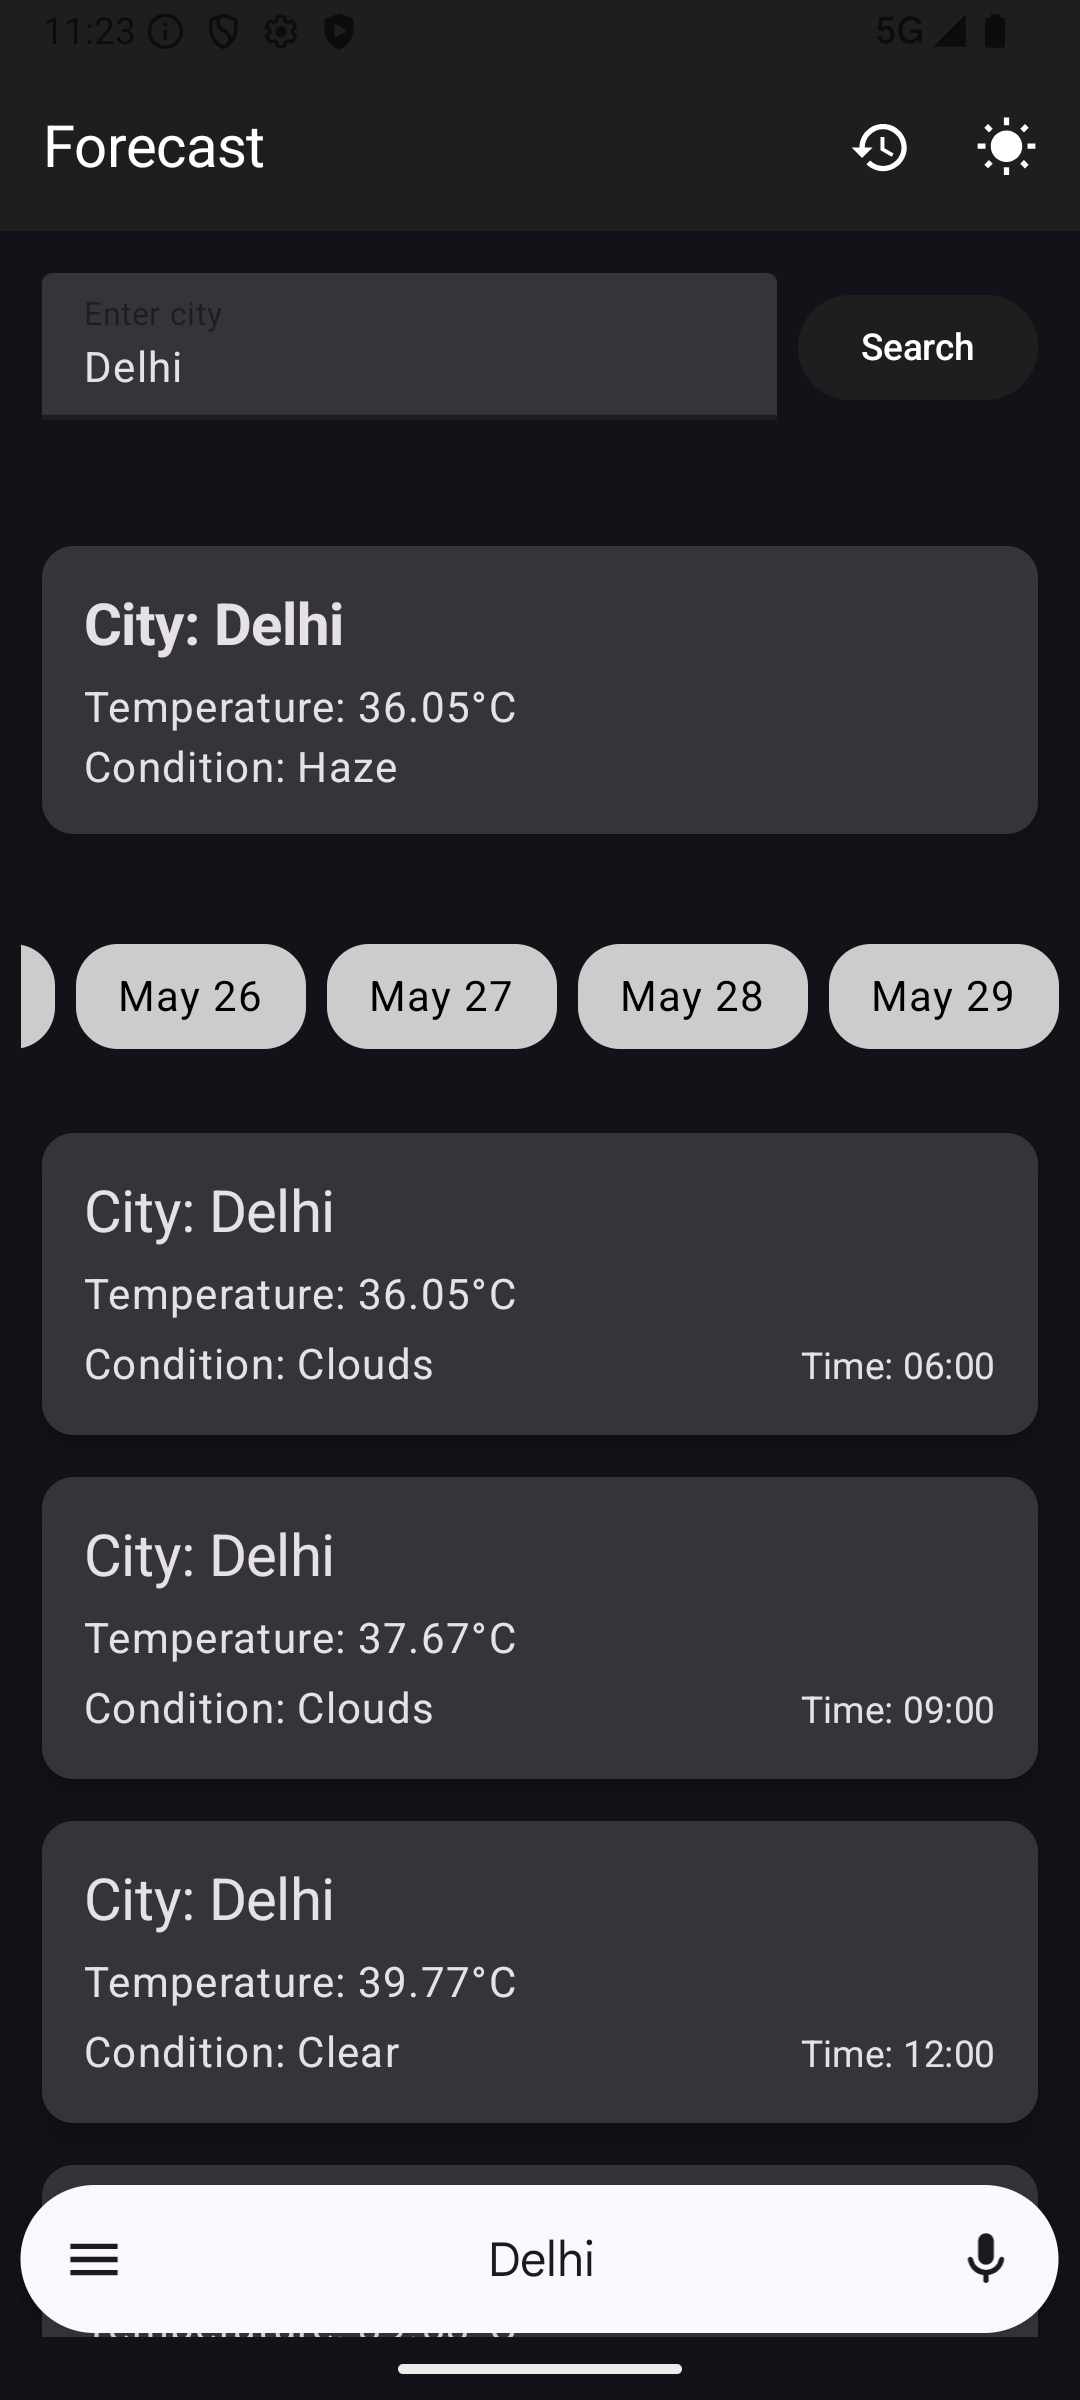 11:23 5G
Forecast
Enter city
Delhi
Search
City: Delhi
Temperature: 36.05°C
Condition: Haze
May 26 May 27 May 28 May 29
City: Delhi
Temperature: 36.05°C
Condition: Clouds Time: 06:00
City: Delhi
Temperature: 37.67°C
Condition: Clouds Time: 09:00
City: Delhi
Temperature: 39.77°C
Condition: Clear Time: 12:00
Delhi